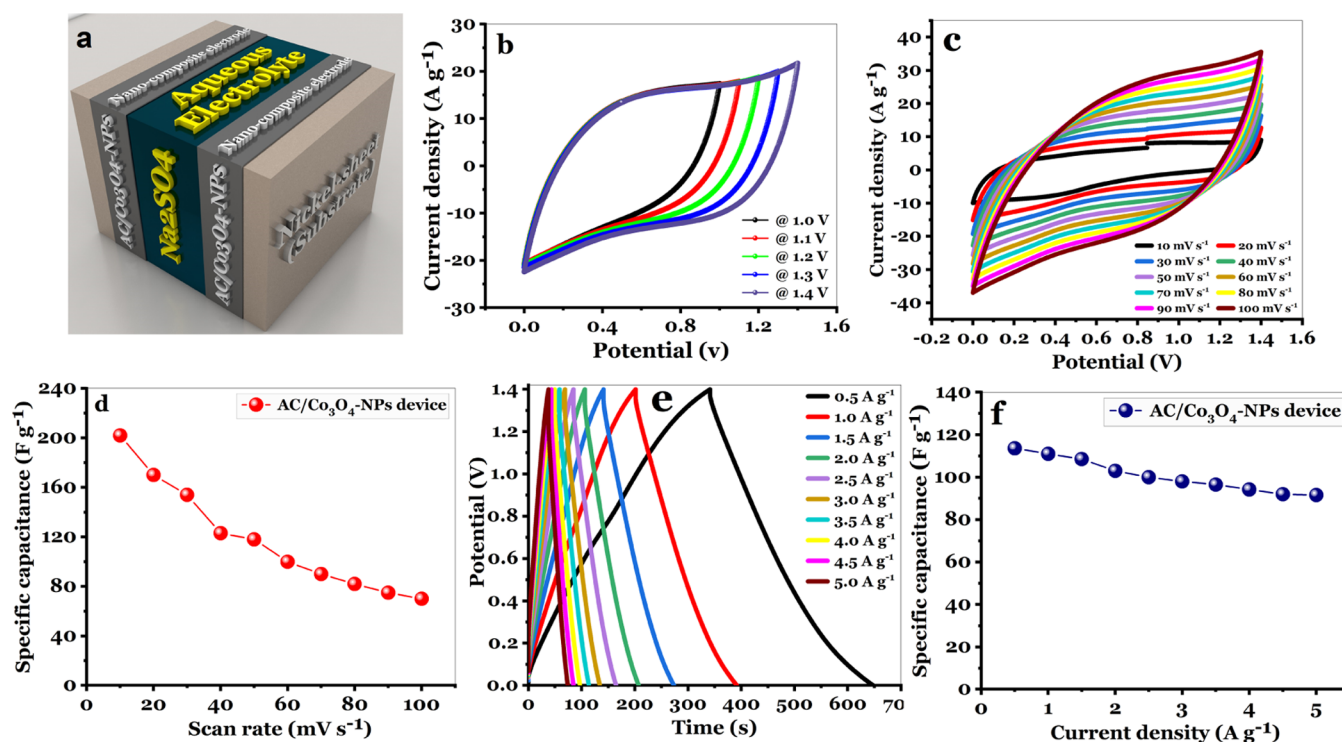 a
Nano-composite electrode
Aqueous
Electrolyte
Nano-composite electrode
AC/Co3O4-NPs
Na2SO4
AC/Co3O4-NPs
Nickel-sheet
(Substrate)
b
Current density (A g⁻¹)
30
20
10
0
-10
-20
-30
0.0 0.4 0.8 1.2 1.6
Potential (v)
@ 1.0 V
@ 1.1 V
@ 1.2 V
@ 1.3 V
@ 1.4 V
c
Current density (A g⁻¹)
40
30
20
10
0
-10
-20
-30
-40
-0.2 0.0 0.2 0.4 0.6 0.8 1.0 1.2 1.4 1.6
Potential (V)
10 mV s⁻¹ 20 mV s⁻¹
30 mV s⁻¹ 40 mV s⁻¹
50 mV s⁻¹ 60 mV s⁻¹
70 mV s⁻¹ 80 mV s⁻¹
90 mV s⁻¹ 100 mV s⁻¹
d
AC/Co₃O₄-NPs device
Specific capacitance (F g⁻¹)
240
200
160
120
80
40
0
20 40 60 80 100
Scan rate (mV s⁻¹)
e
Potential (V)
1.4
1.2
1.0
0.8
0.6
0.4
0.2
0.0
0 100 200 300 400 500 600 70
Time (s)
0.5 A g⁻¹
1.0 A g⁻¹
1.5 A g⁻¹
2.0 A g⁻¹
2.5 A g⁻¹
3.0 A g⁻¹
3.5 A g⁻¹
4.0 A g⁻¹
4.5 A g⁻¹
5.0 A g⁻¹
f
AC/Co₃O₄-NPs device
Specific capacitance (F g⁻¹)
140
120
100
80
60
40
20
0
0 1 2 3 4 5
Current density (A g⁻¹)